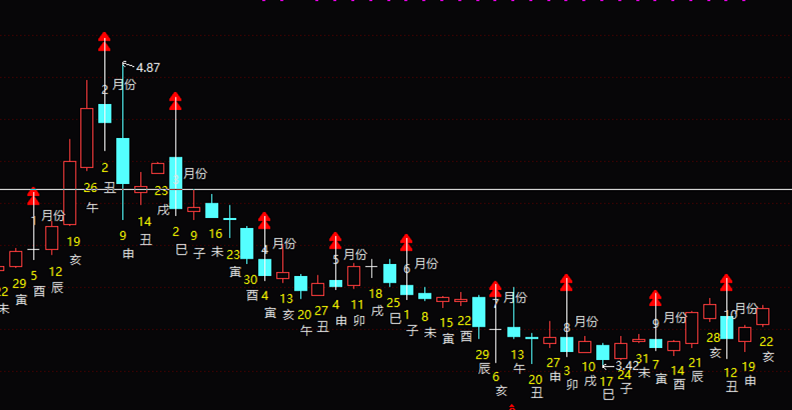 4.87
2 月份
2
26 丑
午
23
戌
月份
1 月份
19
亥
9
申
14
丑
2
巳
9
子
16
未
23
寅
22
未
29
寅
5 酉
12
辰
4 月份
30
酉 4
寅
13
亥
20
午
27
丑
5 月份
4
申
11
卯
18
戌
25
巳
6 月份
1
子
8
未
15
寅
22
酉
7 月份
29
辰
6
亥
13
午
20
丑
8 月份
27
申
3
卯
10
戌
17
巳
3.42
24
子
31
未
9 月份
7
寅
14
酉
21
辰
28
亥
10 月份
12
丑
19
申
22
亥